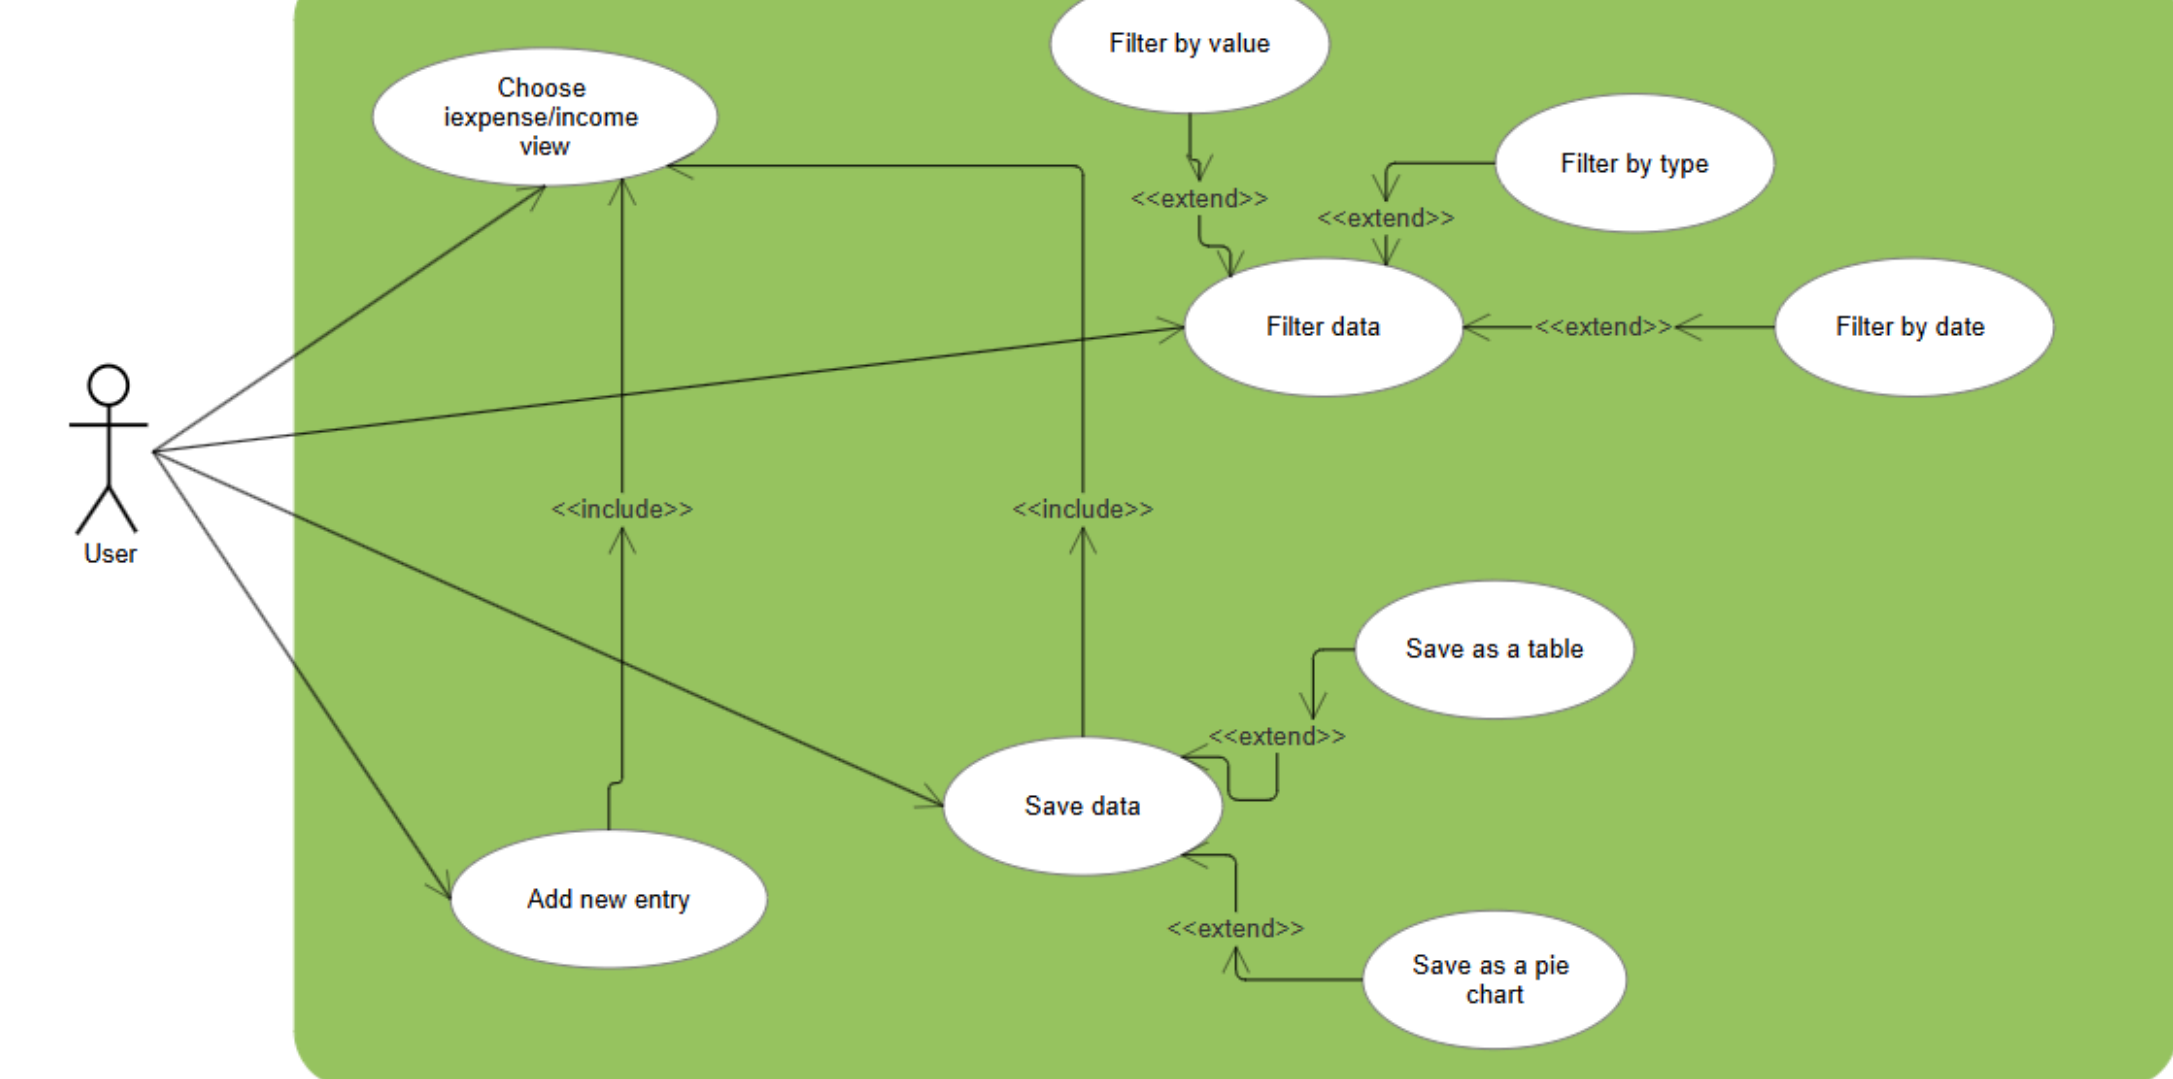 Filter by value
Choose
iexpense/income
view
Filter by type
<<extend>>
<<extend>>
Filter data
<<extend>>
Filter by date
User
<<include>>
<<include>>
Save as a table
<<extend>>
Save data
Add new entry
<<extend>>
Save as a pie
chart